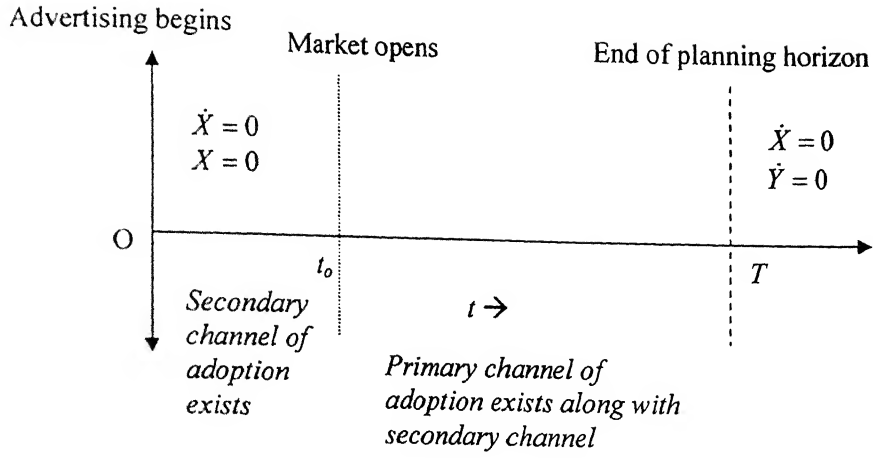 Advertising begins
Market opens
End of planning horizon
Ẋ = 0
X = 0
Ẋ = 0
Ẏ = 0
O
t₀
T
t →
Secondary
channel of
adoption
exists
Primary channel of
adoption exists along with
secondary channel